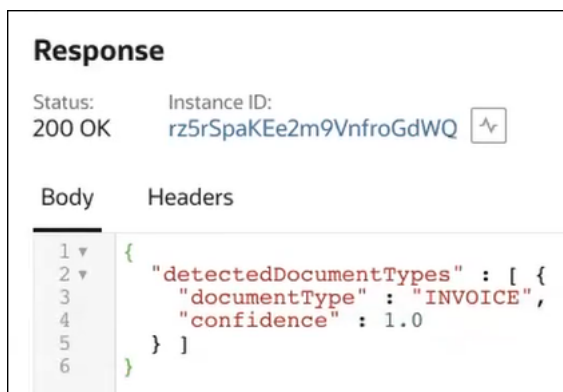 Response
Status: Instance ID:
200 OK rz5rSpaKEe2m9VnfroGdWQ
Body Headers
1 {
2 "detectedDocumentTypes" : [ {
3 "documentType" : "INVOICE",
4 "confidence" : 1.0
5 } ]
6 }